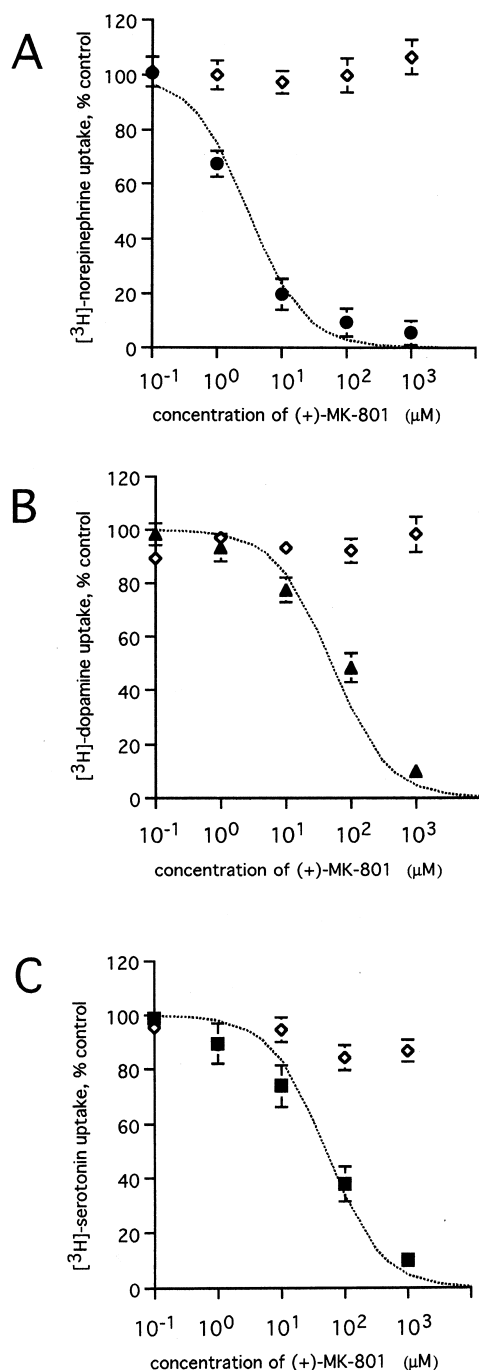 A
[³H]-norepinephrine uptake, % control
120
100
80
60
40
20
0
10⁻¹ 10⁰ 10¹ 10² 10³
concentration of (+)-MK-801 (μM)
B
[³H]-dopamine uptake, % control
120
100
80
60
40
20
0
10⁻¹ 10⁰ 10¹ 10² 10³
concentration of (+)-MK-801 (μM)
C
[³H]-serotonin uptake, % control
120
100
80
60
40
20
0
10⁻¹ 10⁰ 10¹ 10² 10³
concentration of (+)-MK-801 (μM)